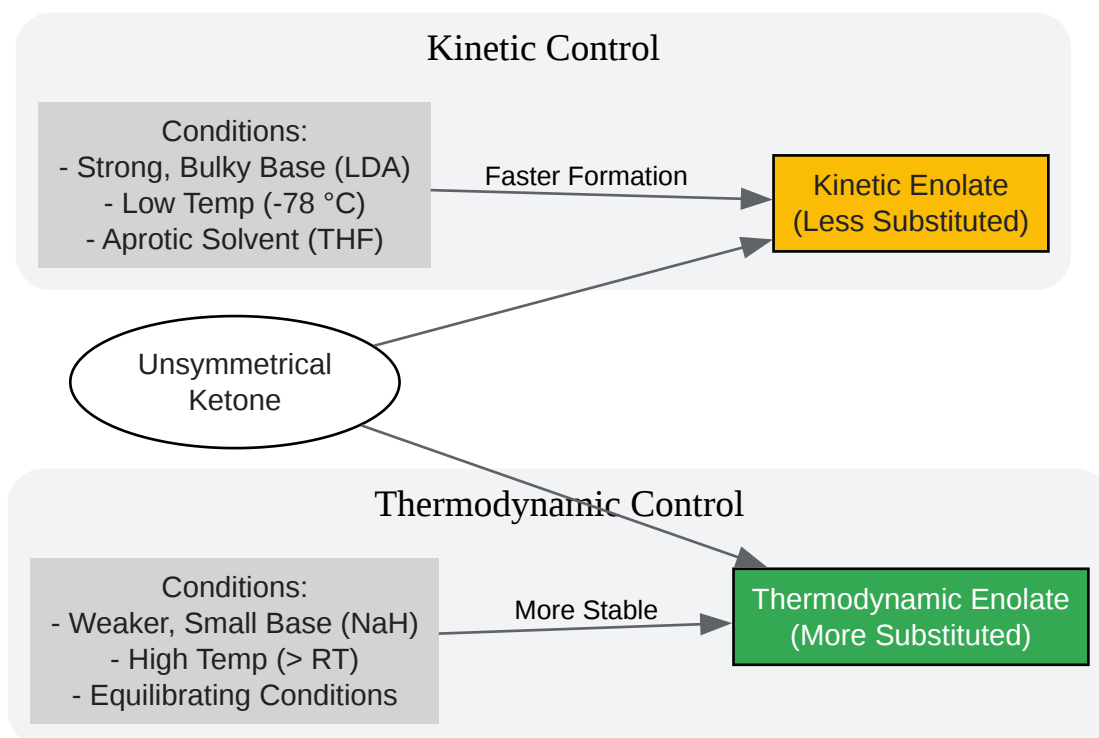 Kinetic Control
Conditions:
- Strong, Bulky Base (LDA)
- Low Temp (-78 °C)
- Aprotic Solvent (THF)
Faster Formation
Kinetic Enolate
(Less Substituted)
Unsymmetrical
Ketone
Thermodynamic Control
Conditions:
- Weaker, Small Base (NaH)
- High Temp (> RT)
- Equilibrating Conditions
More Stable
Thermodynamic Enolate
(More Substituted)